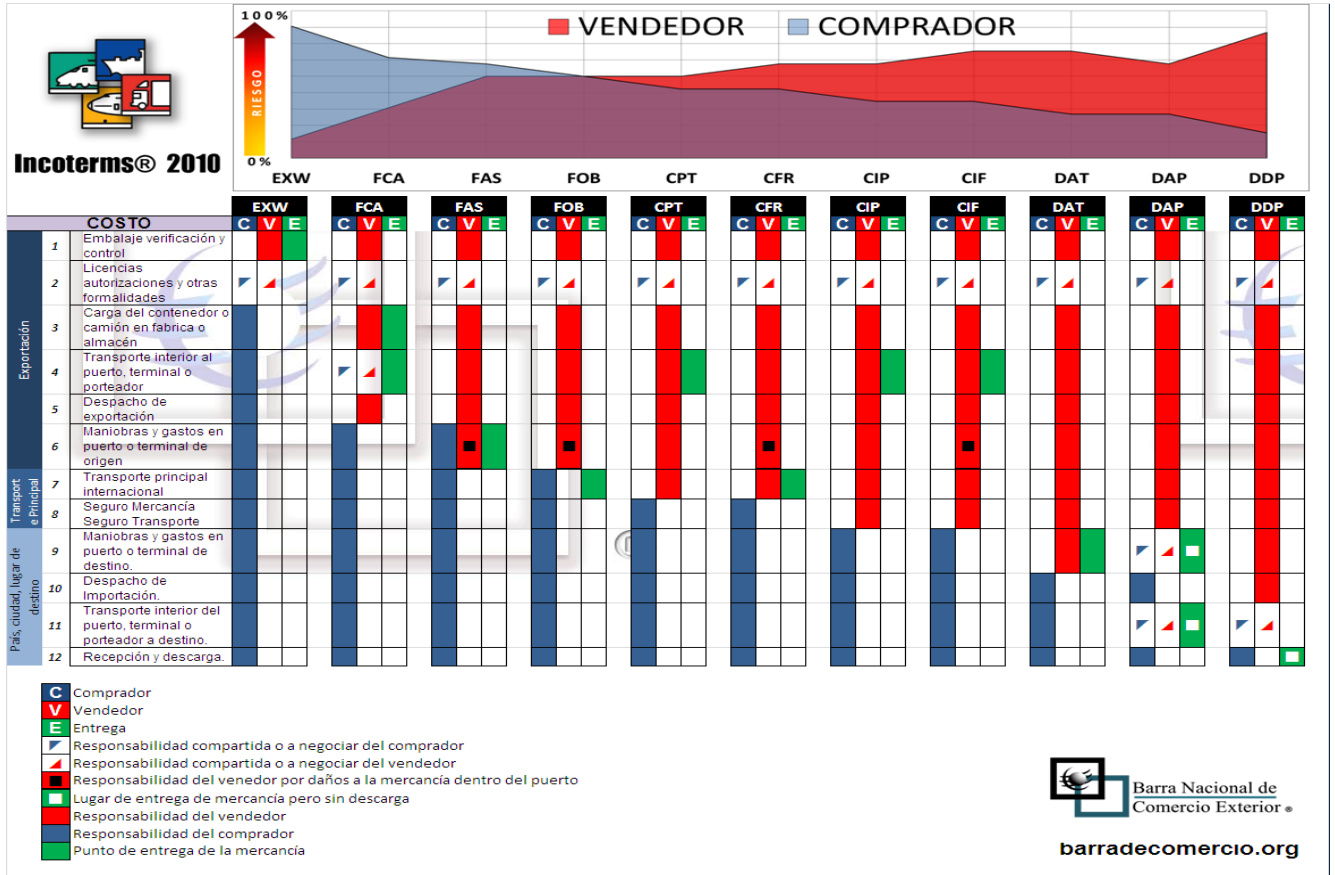 100%
VENDEDOR COMPRADOR
RIESGO
0%
Incoterms® 2010
EXW FCA FAS FOB CPT CFR CIP CIF DAT DAP DDP
EXW FCA FAS FOB CPT CFR CIP CIF DAT DAP DDP
COSTO
C V E C V E C V E C V E C V E C V E C V E C V E C V E C V E C V E
Exportación
1 Embalaje verificación y
control
2 Licencias
autorizaciones y otras
formalidades
3 Carga del contenedor o
camión en fabrica o
almacén
4 Transporte interior al
puerto, terminal o
porteador
5 Despacho de
exportación
6 Maniobras y gastos en
puerto o terminal de
origen
Transport
e Principal
7 Transporte principal
internacional
8 Seguro Mercancía
Seguro Transporte
País, ciudad, lugar de
destino
9 Maniobras y gastos en
puerto o terminal de
destino.
10 Despacho de
Importación.
11 Transporte interior del
puerto, terminal o
porteador a destino.
12 Recepción y descarga.
C Comprador
V Vendedor
E Entrega
Responsabilidad compartida o a negociar del comprador
Responsabilidad compartida o a negociar del vendedor
Responsabilidad del venedor por daños a la mercancía dentro del puerto
Lugar de entrega de mercancía pero sin descarga
Responsabilidad del vendedor
Responsabilidad del comprador
Punto de entrega de la mercancía
Barra Nacional de
Comercio Exterior ®
barradecomercio.org